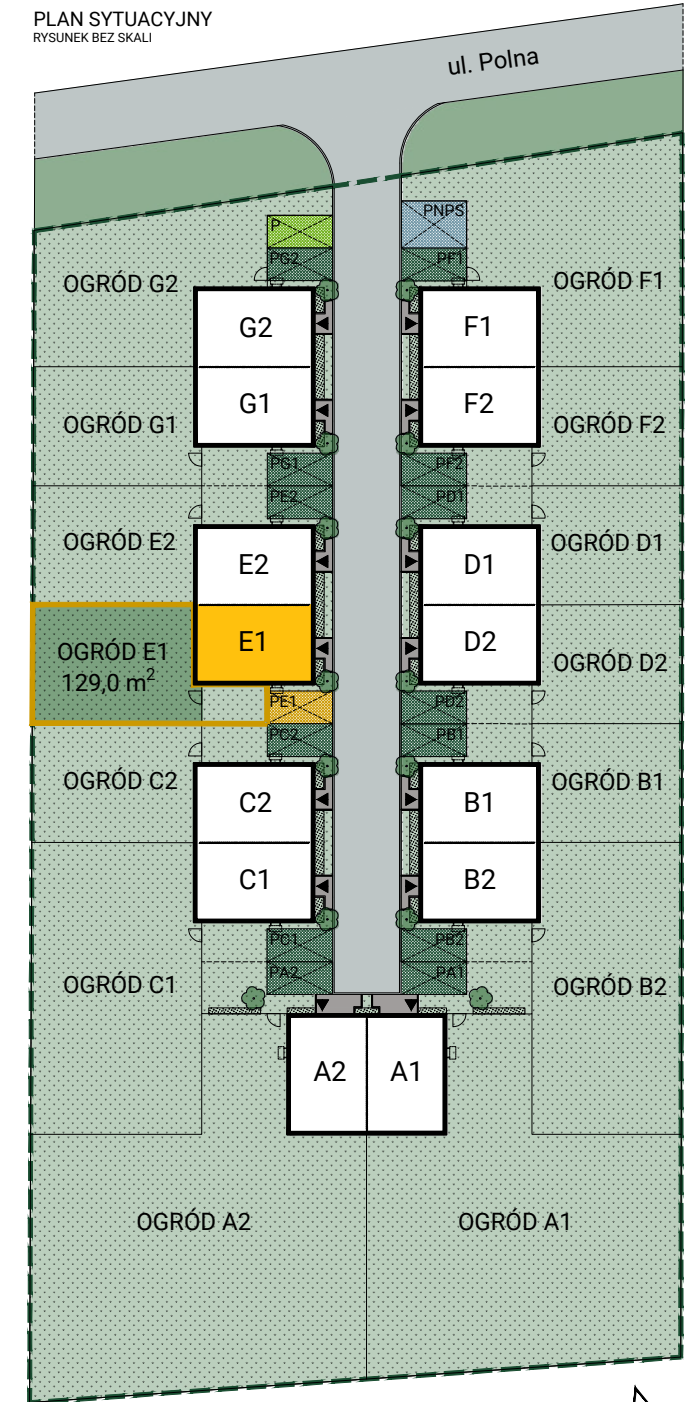 PLAN SYTUACYJNY
RYSUNEK BEZ SKALI
ul. Polna
P
PNPS
PG2
PF1
OGRÓD G2
OGRÓD F1
G2
F1
G1
F2
OGRÓD G1
OGRÓD F2
PG1
PF2
PE2
PD1
OGRÓD E2
OGRÓD D1
E2
D1
E1
D2
OGRÓD E1
129,0 m²
OGRÓD D2
PE1
PD2
PC2
PB1
OGRÓD C2
OGRÓD B1
C2
B1
C1
B2
PC1
PB2
PA2
PA1
OGRÓD C1
OGRÓD B2
A2
A1
OGRÓD A2
OGRÓD A1